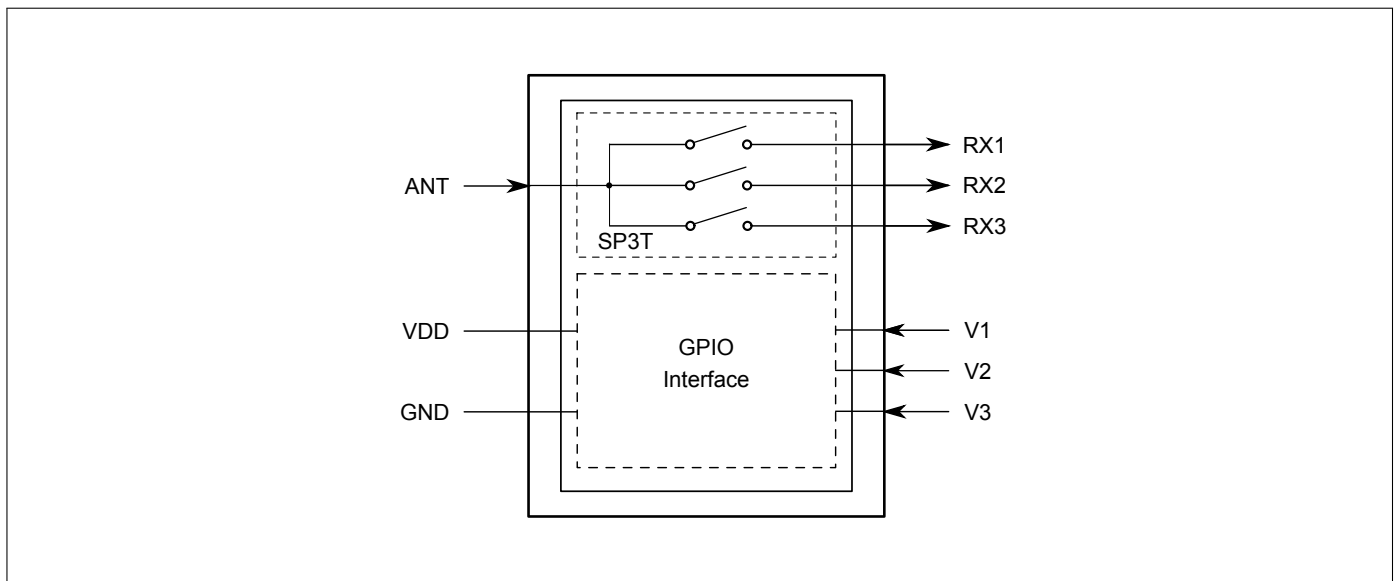 RX1
ANT
RX2
RX3
SP3T
VDD
V1
GPIO
Interface
V2
GND
V3